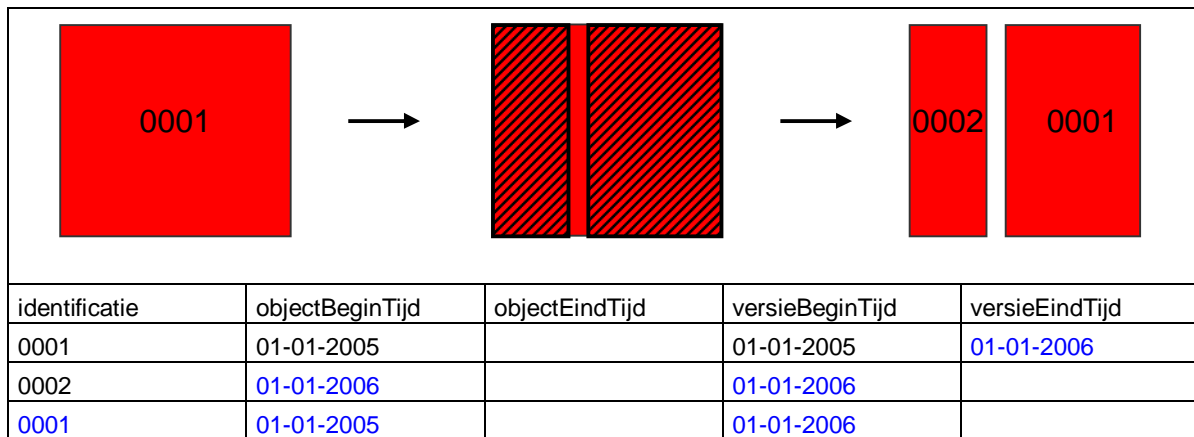 0001 0002 0001
identificatie objectBeginTijd objectEindTijd versieBeginTijd versieEindTijd
0001 01-01-2005 01-01-2005 01-01-2006
0002 01-01-2006 01-01-2006
0001 01-01-2005 01-01-2006